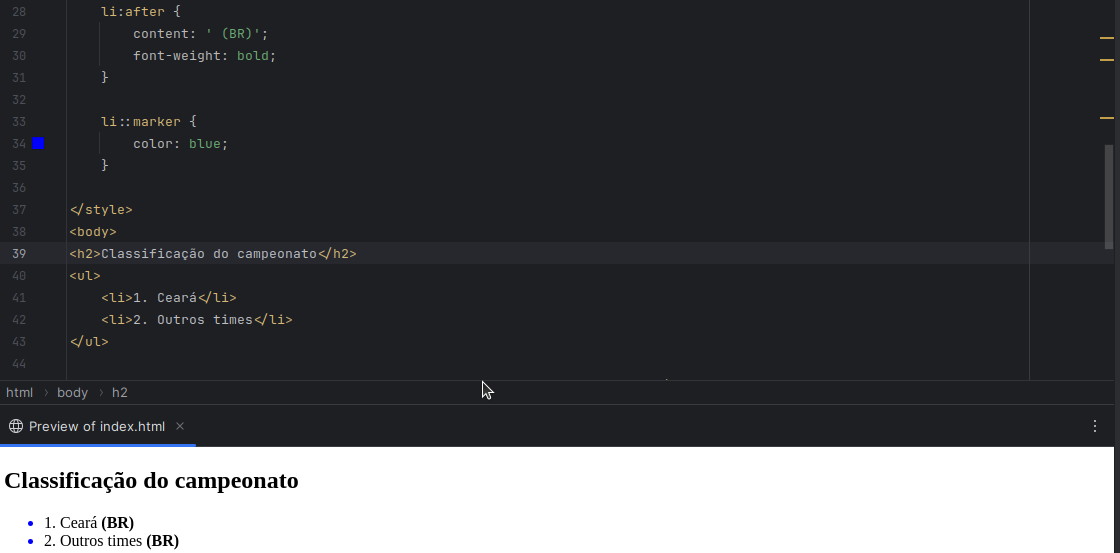 28 li:after {
29 content: ' (BR)';
30 font-weight: bold;
31 }
32
33 li::marker {
34 color: blue;
35 }
36
37 </style>
38 <body>
39 <h2>Classificação do campeonato</h2>
40 <ul>
41 <li>1. Ceará</li>
42 <li>2. Outros times</li>
43 </ul>
44
html › body › h2
Preview of index.html ×
Classificação do campeonato
• 1. Ceará (BR)
• 2. Outros times (BR)